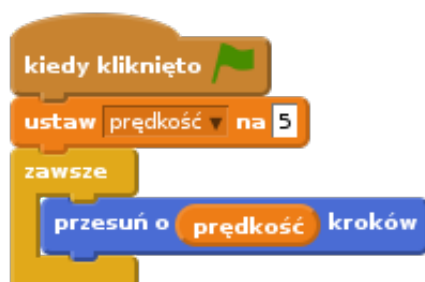 kiedy kliknięto
ustaw prędkość na 5
zawsze
przesuń o prędkość kroków